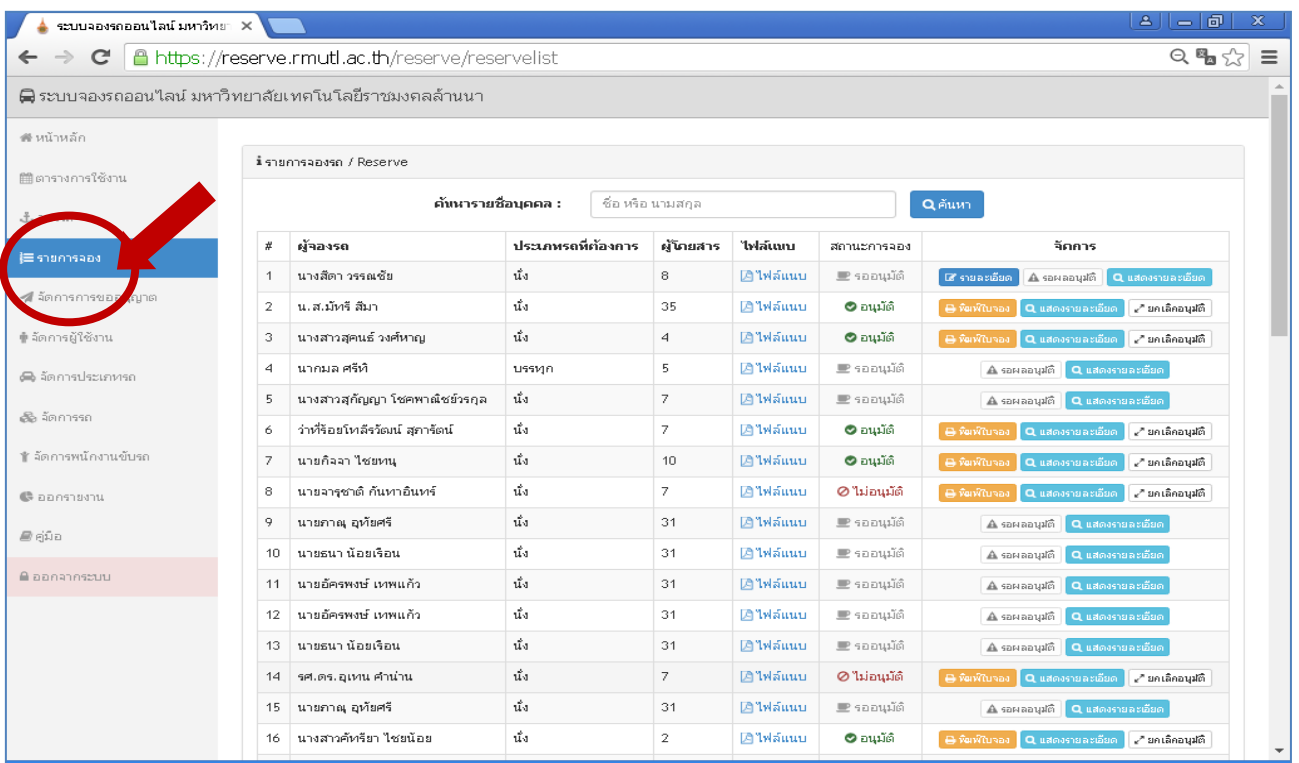 ระบบจองรถออนไลน์ มหาวิทย
https://reserve.rmutl.ac.th/reserve/reservelist
ระบบจองรถออนไลน์ มหาวิทยาลัยเทคโนโลยีราชมงคลล้านนา
หน้าหลัก
ตารางการใช้งาน
รายการจอง
จัดการผู้ใช้งาน
จัดการประเภทรถ
จัดการรถ
จัดการพนักงานขับรถ
ออกรายงาน
คู่มือ
ออกจากระบบ
รายการจองรถ / Reserve
ค้นหารายชื่อบุคคล : ชื่อ หรือ นามสกุล ค้นหา
# ผู้จองรถ ประเภทรถที่ต้องการ ผู้โดยสาร ไฟล์แนบ สถานะการจอง จัดการ
1 นางสีดา วรรณชัย นั่ง 8 ไฟล์แนบ รออนุมัติ รายละเอียด รอผลอนุมัติ แสดงรายละเอียด
2 น.ส.มัทรี สีมา นั่ง 35 ไฟล์แนบ อนุมัติ พิมพ์ใบจอง แสดงรายละเอียด ยกเลิกอนุมัติ
3 นางสาวสุคนธ์ วงศ์หาญ นั่ง 4 ไฟล์แนบ อนุมัติ พิมพ์ใบจอง แสดงรายละเอียด ยกเลิกอนุมัติ
4 นากมล ศรีทิ บรรทุก 5 ไฟล์แนบ รออนุมัติ รอผลอนุมัติ แสดงรายละเอียด
5 นางสาวสุกัญญา โชคพาณิชย์วรกุล นั่ง 7 ไฟล์แนบ รออนุมัติ รอผลอนุมัติ แสดงรายละเอียด
6 ว่าที่ร้อยโทลีรวัฒน์ สุภารัตน์ นั่ง 7 ไฟล์แนบ อนุมัติ พิมพ์ใบจอง แสดงรายละเอียด ยกเลิกอนุมัติ
7 นายกิจจา ไชยทนุ นั่ง 10 ไฟล์แนบ อนุมัติ พิมพ์ใบจอง แสดงรายละเอียด ยกเลิกอนุมัติ
8 นายจารุชาติ กันทาอินทร์ นั่ง 7 ไฟล์แนบ ไม่อนุมัติ พิมพ์ใบจอง แสดงรายละเอียด ยกเลิกอนุมัติ
9 นายภาณุ อุทัยศรี นั่ง 31 ไฟล์แนบ รออนุมัติ รอผลอนุมัติ แสดงรายละเอียด
10 นายธนา น้อยเรือน นั่ง 31 ไฟล์แนบ รออนุมัติ รอผลอนุมัติ แสดงรายละเอียด
11 นายอัครพงษ์ เทพแก้ว นั่ง 31 ไฟล์แนบ รออนุมัติ รอผลอนุมัติ แสดงรายละเอียด
12 นายอัครพงษ์ เทพแก้ว นั่ง 31 ไฟล์แนบ รออนุมัติ รอผลอนุมัติ แสดงรายละเอียด
13 นายธนา น้อยเรือน นั่ง 31 ไฟล์แนบ รออนุมัติ รอผลอนุมัติ แสดงรายละเอียด
14 รศ.ดร.อุเทน คำน่าน นั่ง 7 ไฟล์แนบ ไม่อนุมัติ พิมพ์ใบจอง แสดงรายละเอียด ยกเลิกอนุมัติ
15 นายภาณุ อุทัยศรี นั่ง 31 ไฟล์แนบ รออนุมัติ รอผลอนุมัติ แสดงรายละเอียด
16 นางสาวคัทรียา ไชยน้อย นั่ง 2 ไฟล์แนบ อนุมัติ พิมพ์ใบจอง แสดงรายละเอียด ยกเลิกอนุมัติ